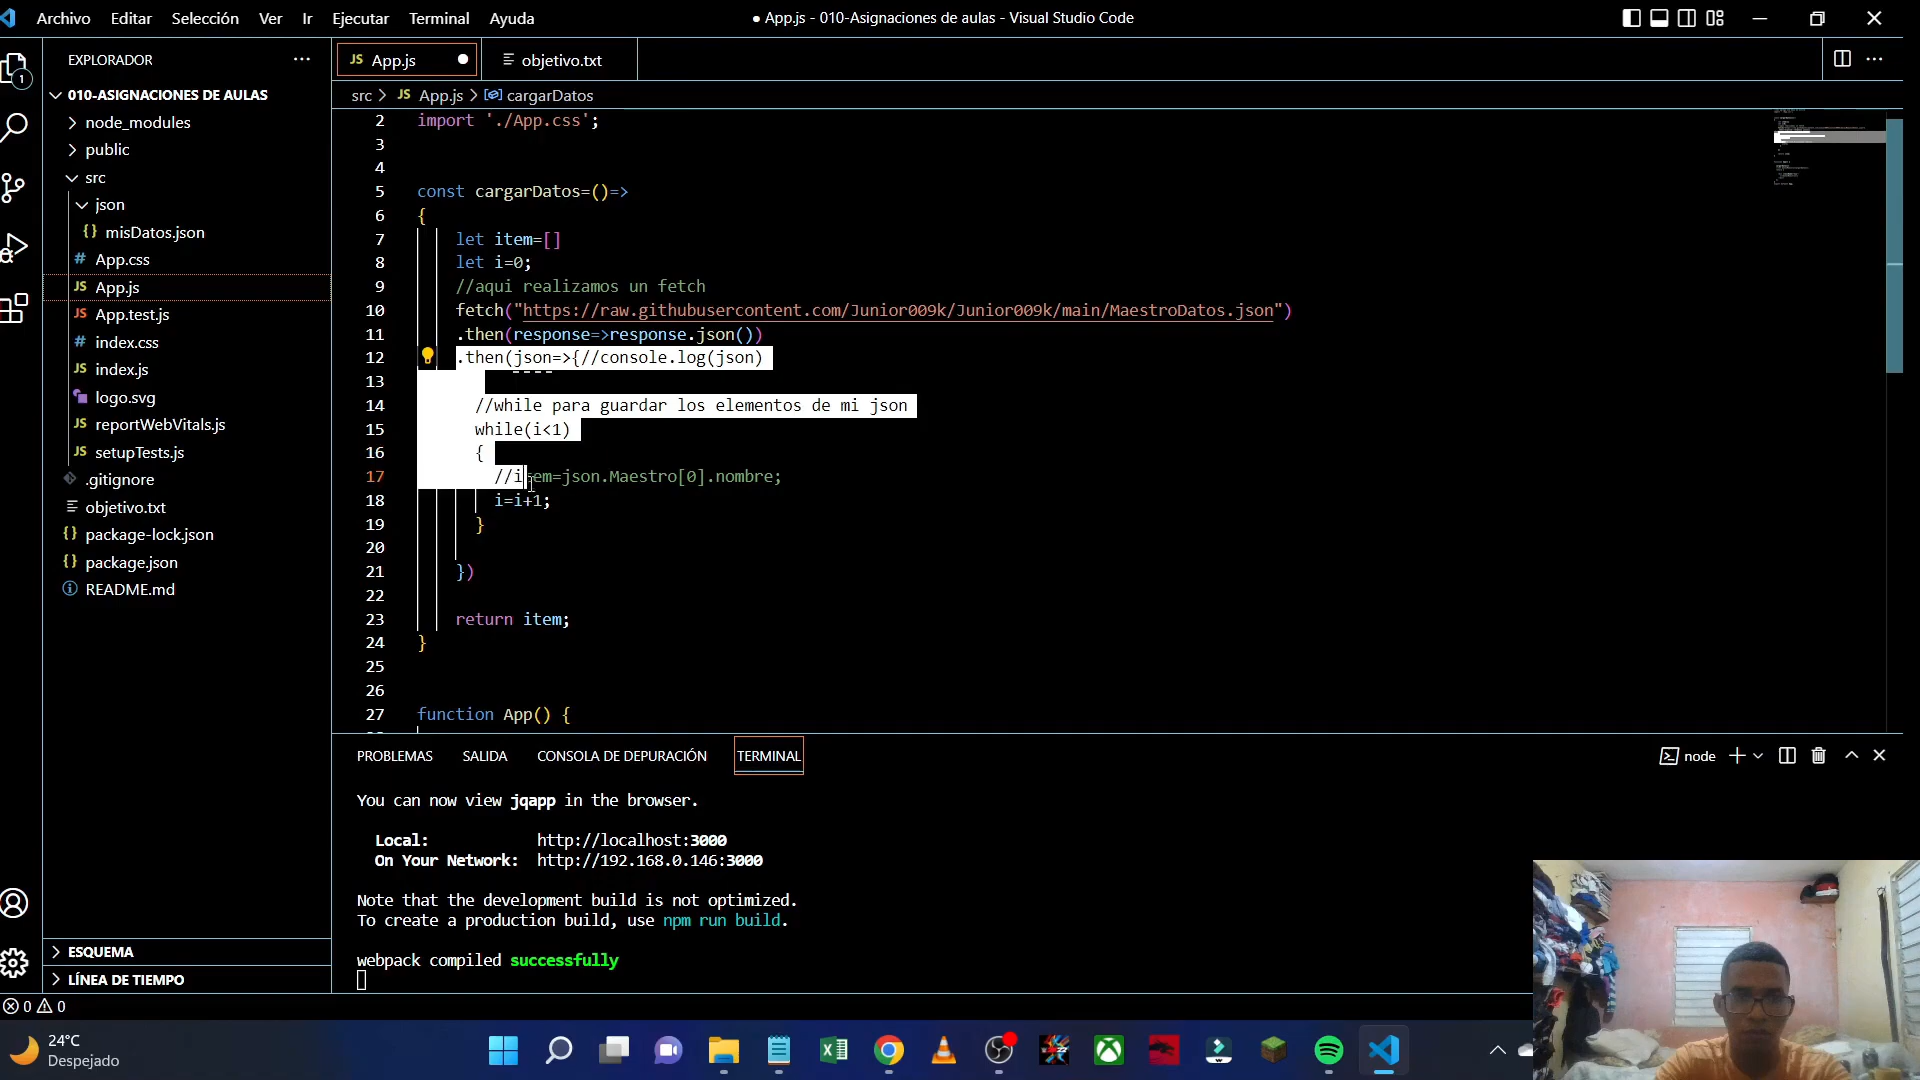 Archivo Editar Selección Ver Ir Ejecutar Terminal Ayuda
● App.js - 010-Asignaciones de aulas - Visual Studio Code
EXPLORADOR
JS App.js
objetivo.txt
1
010-ASIGNACIONES DE AULAS
node_modules
public
src
json
{} misDatos.json
# App.css
JS App.js
JS App.test.js
# index.css
JS index.js
logo.svg
JS reportWebVitals.js
JS setupTests.js
.gitignore
objetivo.txt
{} package-lock.json
{} package.json
README.md
ESQUEMA
LÍNEA DE TIEMPO
src > JS App.js > cargarDatos
2 import './App.css';
3
4
5 const cargarDatos=()=>
6 {
7 let item=[]
8 let i=0;
9 //aqui realizamos un fetch
10 fetch("https://raw.githubusercontent.com/Junior009k/Junior009k/main/MaestroDatos.json")
11 .then(response=>response.json())
12 .then(json=>{//console.log(json)
13
14 //while para guardar los elementos de mi json
15 while(i<1)
16 {
17 //item=json.Maestro[0].nombre;
18 i=i+1;
19 }
20
21 })
22
23 return item;
24 }
25
26
27 function App() {
PROBLEMAS SALIDA CONSOLA DE DEPURACIÓN TERMINAL
node
You can now view jqapp in the browser.
Local: http://localhost:3000
On Your Network: http://192.168.0.146:3000
Note that the development build is not optimized.
To create a production build, use npm run build.
webpack compiled successfully
0 0
24°C
Despejado